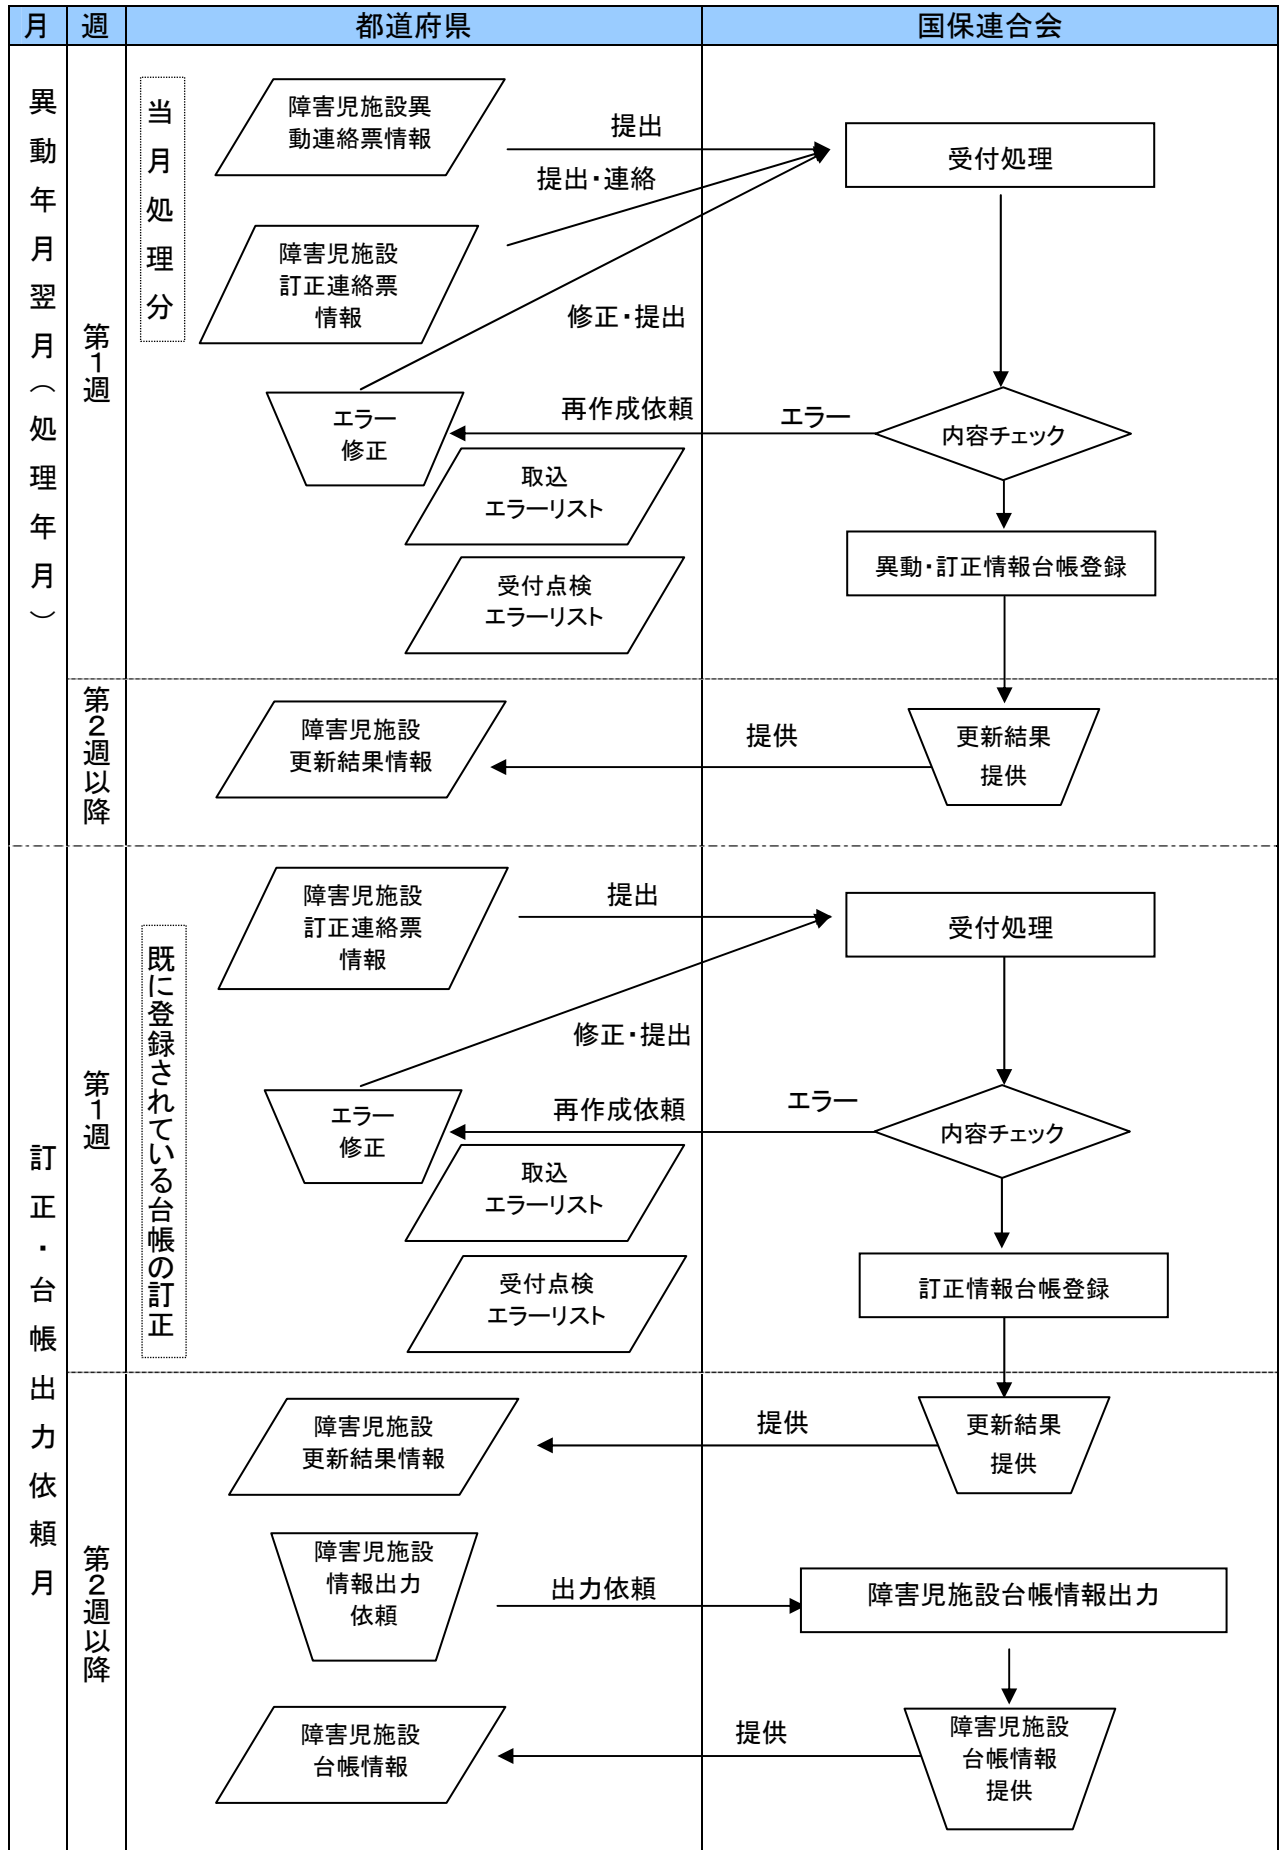 月 週 都道府県 国保連合会
異動年月翌月（処理年月）
第1週
当月処理分
障害児施設異
動連絡票情報
提出
受付処理
提出・連絡
障害児施設
訂正連絡票
情報
修正・提出
エラー
修正
再作成依頼
エラー
内容チェック
取込
エラーリスト
異動・訂正情報台帳登録
受付点検
エラーリスト
第2週以降
障害児施設
更新結果情報
提供
更新結果
提供
訂正・台帳出力依頼月
第1週
既に登録されている台帳の訂正
障害児施設
訂正連絡票
情報
提出
受付処理
修正・提出
エラー
修正
再作成依頼
エラー
内容チェック
取込
エラーリスト
訂正情報台帳登録
受付点検
エラーリスト
第2週以降
障害児施設
更新結果情報
提供
更新結果
提供
障害児施設
情報出力
依頼
出力依頼
障害児施設台帳情報出力
障害児施設
台帳情報
提供
障害児施設
台帳情報
提供